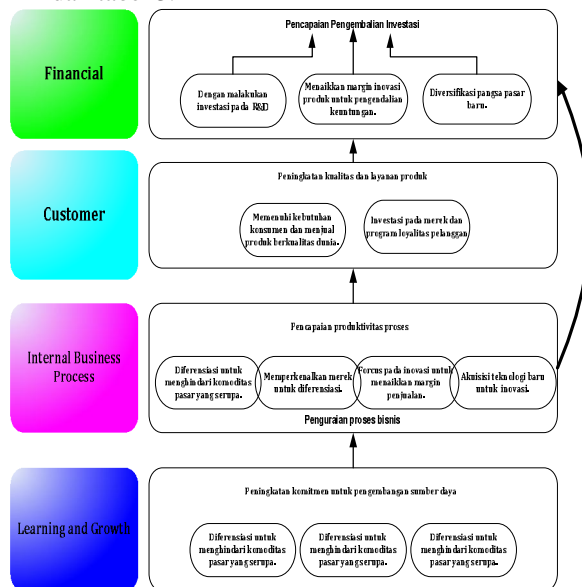 Pencapaian Pengembalian Investasi
Financial
Dengan malakukan
investasi pada R&D
Menaikkan margin inovasi
produk untuk pengendalian
keuntungan.
Diversifikasi pangsa pasar
baru.
Peningkatan kualitas dan layanan produk
Customer
Memenuhi kebutuhan
konsumen dan menjual
produk berkualitas dunia.
Investasi pada merek dan
program loyalitas pelanggan
Pencapaian produktivitas proses
Internal Business
Process
Diferensiasi untuk
menghindari komoditas
pasar yang serupa.
Memperkenalkan merek
untuk diferensiasi.
Forcus pada inovasi untuk
menaikkan margin
penjualan.
Akuisisi teknologi baru
untuk inovasi.
Penguraian proses bisnis
Peningkatan komitmen untuk pengembangan sumber daya
Learning and Growth
Diferensiasi untuk
menghindari komoditas
pasar yang serupa.
Diferensiasi untuk
menghindari komoditas
pasar yang serupa.
Diferensiasi untuk
menghindari komoditas
pasar yang serupa.